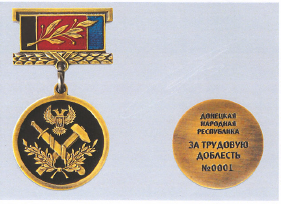 ДОНЕЦКАЯ
НАРОДНАЯ
РЕСПУБЛИКА
ЗА ТРУДОВУЮ
ДОБЛЕСТЬ
№0001